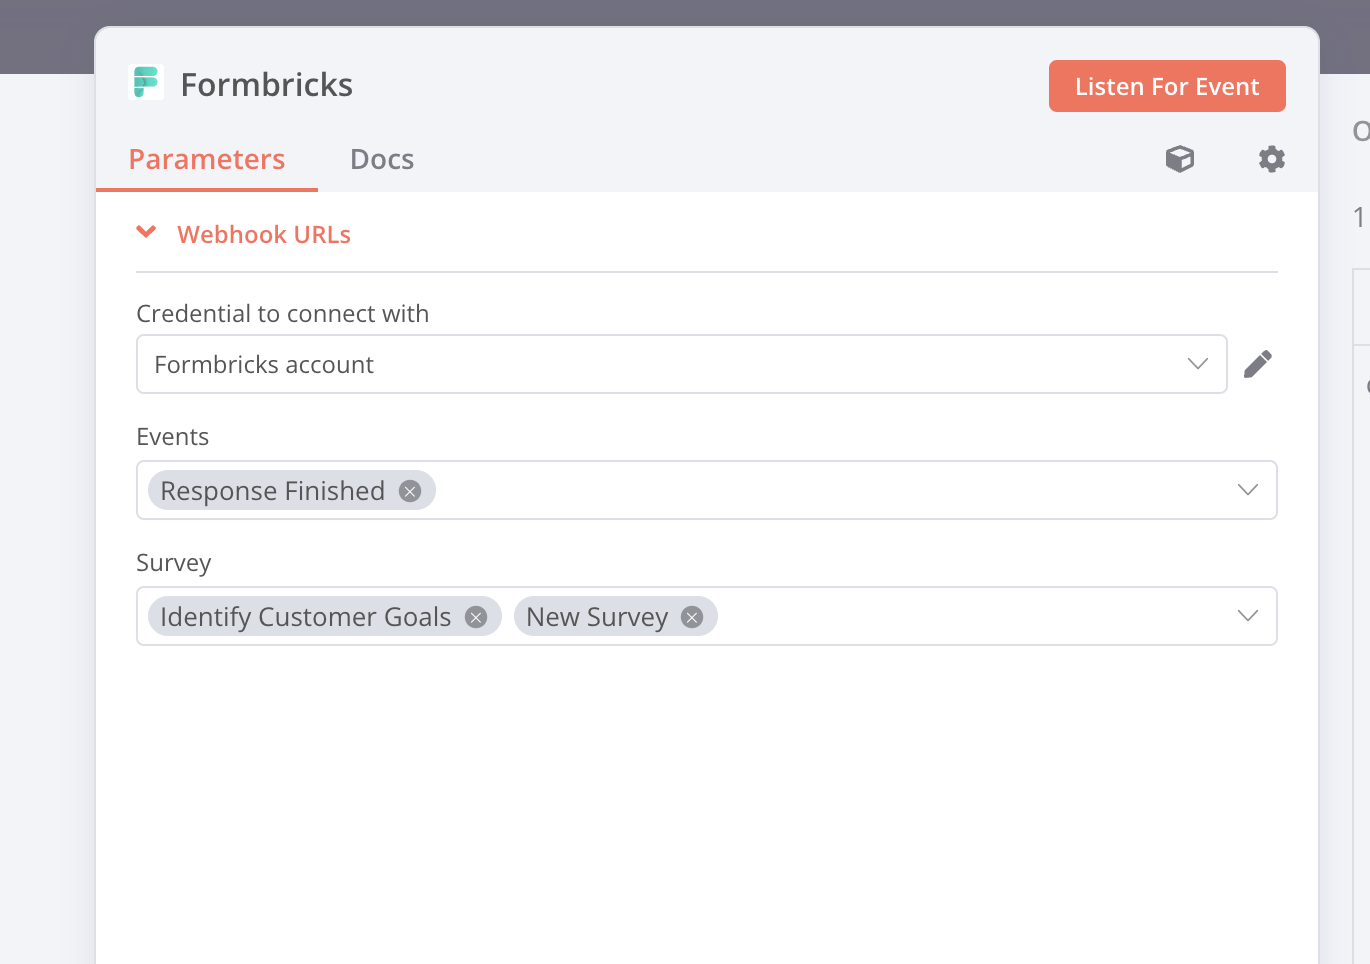 Formbricks
Listen For Event
Parameters
Docs
Webhook URLs
Credential to connect with
Formbricks account
Events
Response Finished
Survey
Identify Customer Goals
New Survey
1